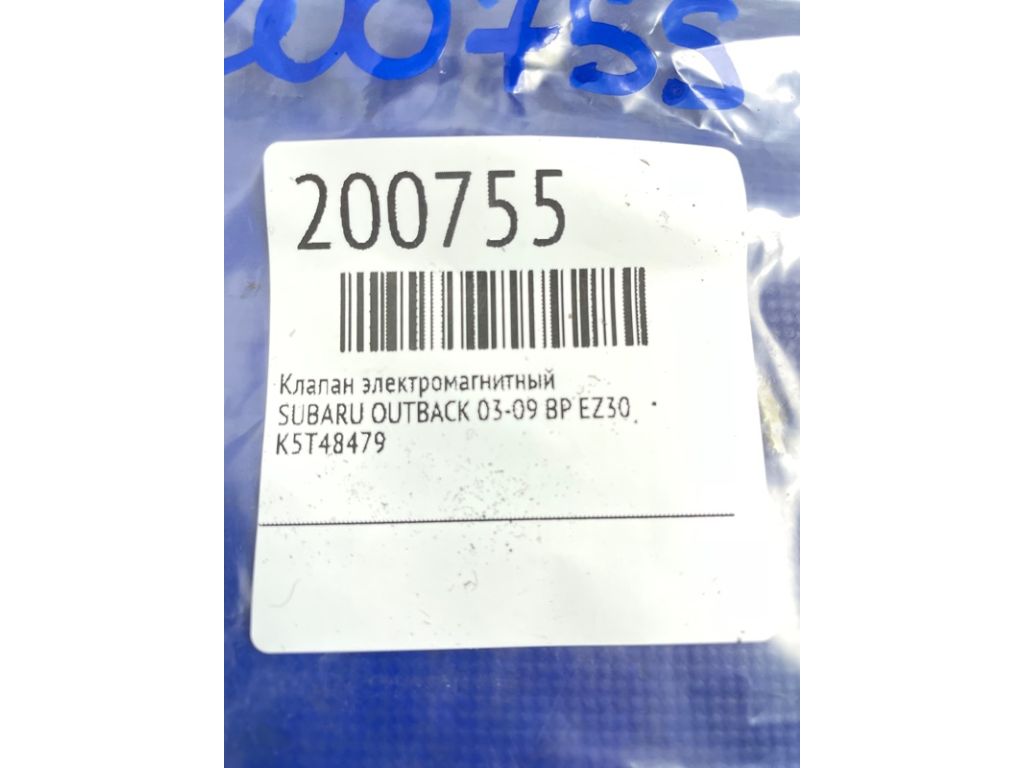 200755
200755
Клапан электромагнитный
SUBARU OUTBACK 03-09 BP EZ30
K5T48479